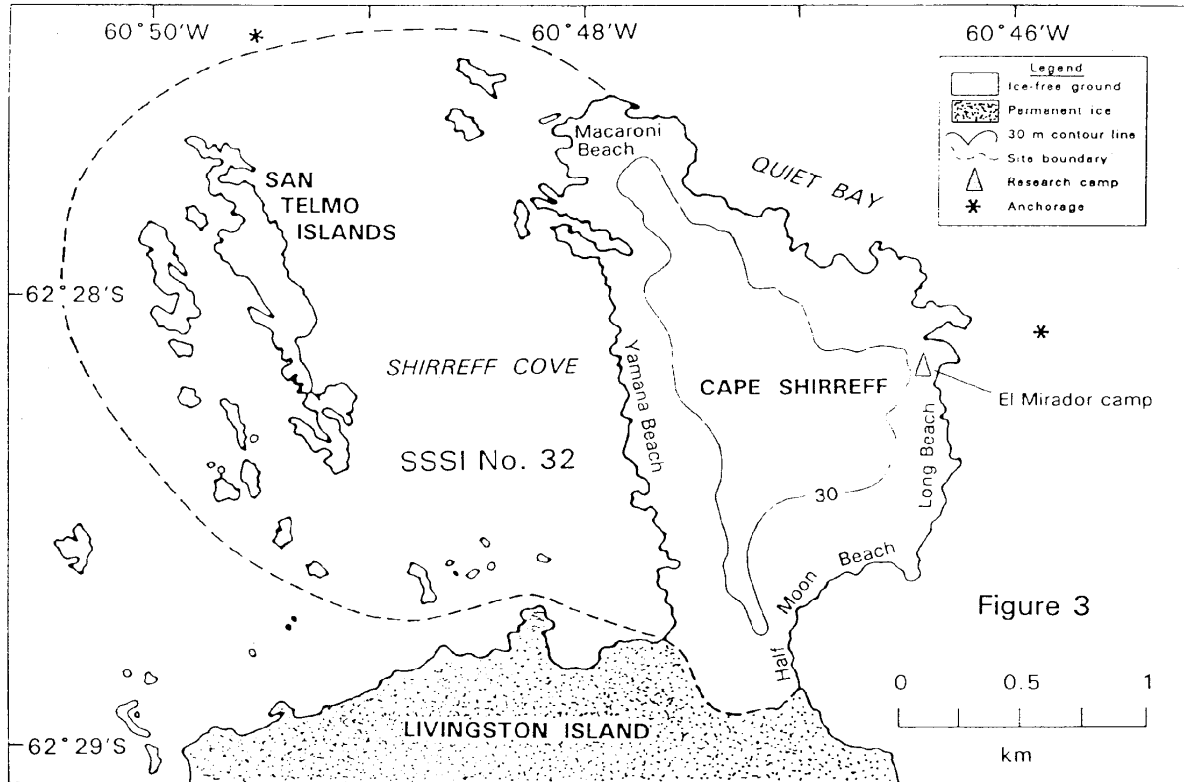 60°50'W
60°48'W
60°46'W
Legend
Ice-free ground
Permanent ice
30 m contour line
Site boundary
Research camp
Anchorage
Macaroni
Beach
QUIET BAY
SAN
TELMO
ISLANDS
62°28'S
SHIRREFF COVE
Yamana Beach
CAPE SHIRREFF
El Mirador camp
SSSI No. 32
Long Beach
30
Half Moon Beach
Figure 3
0 0.5 1
km
LIVINGSTON ISLAND
62°29'S